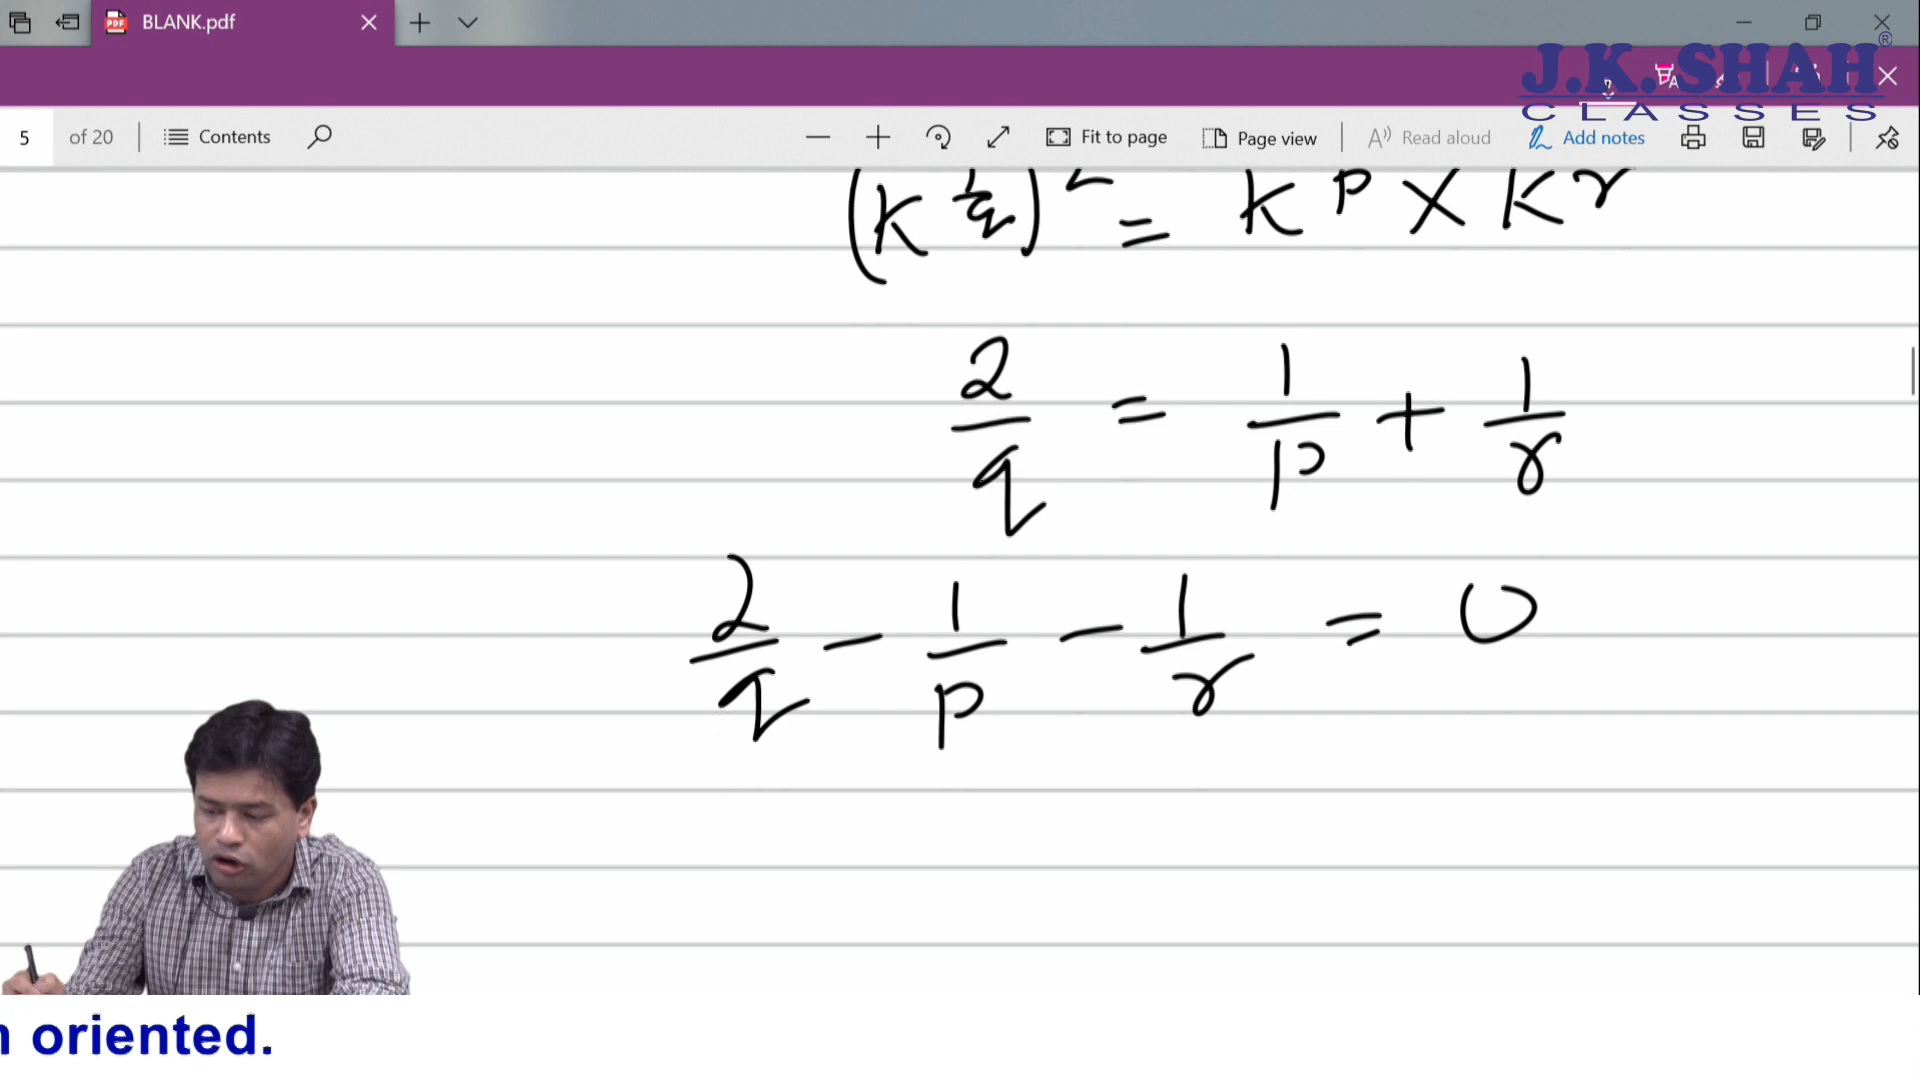 BLANK.pdf
J.K.SHAH®
CLASSES
5 of 20 Contents Fit to page Page view Read aloud Add notes
(K^1/q)^2 = K^p × K^r
2/q = 1/p + 1/r
2/q - 1/p - 1/r = 0
oriented.